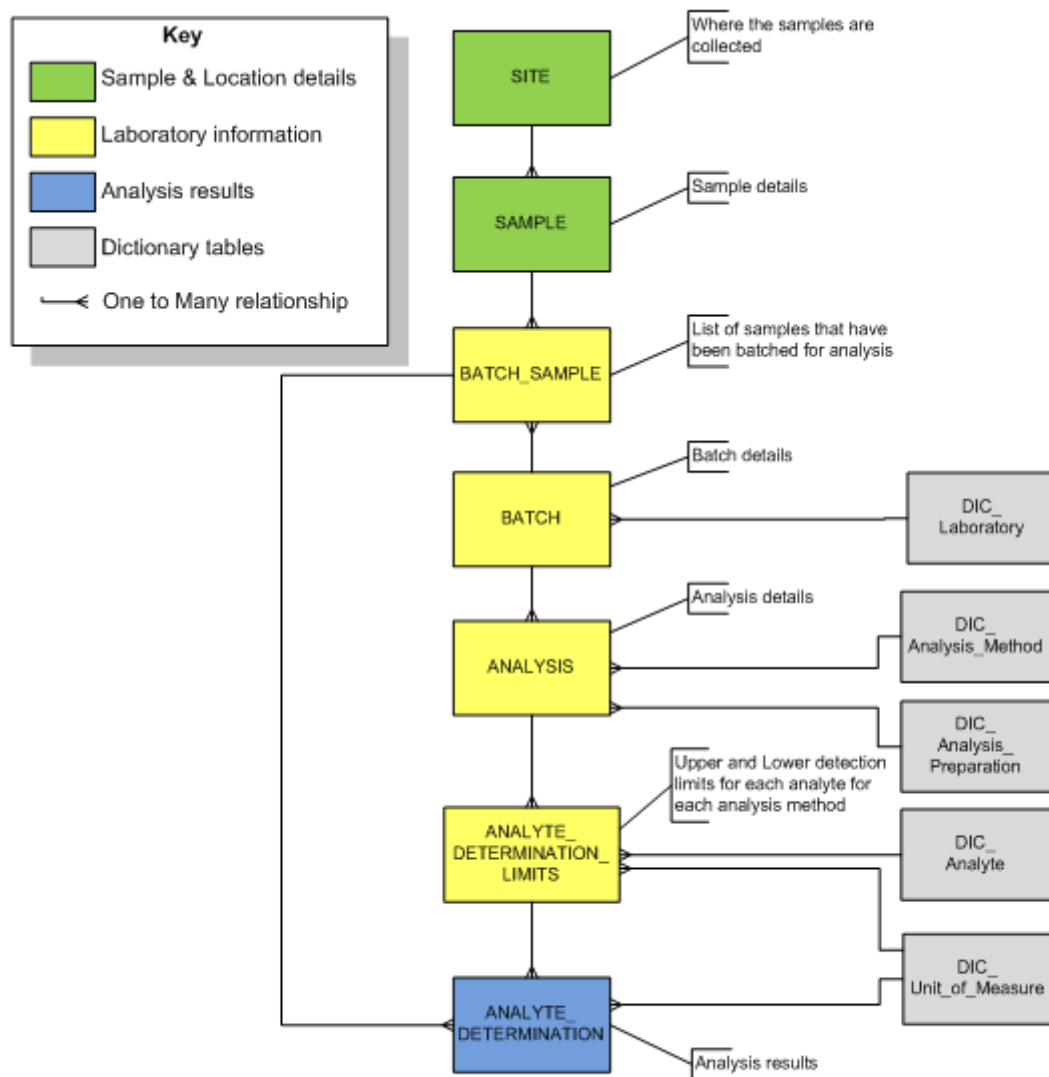 Key
Sample & Location details
Laboratory information
Analysis results
Dictionary tables
One to Many relationship
Where the samples are
collected
SITE
Sample details
SAMPLE
List of samples that have
been batched for analysis
BATCH_SAMPLE
Batch details
BATCH
DIC_
Laboratory
Analysis details
ANALYSIS
DIC_
Analysis_Method
DIC_
Analysis_
Preparation
Upper and Lower detection
limits for each analyte for
each analysis method
ANALYTE_
DETERMINATION_
LIMITS
DIC_
Analyte
DIC_
Unit_of_Measure
ANALYTE_
DETERMINATION
Analysis results